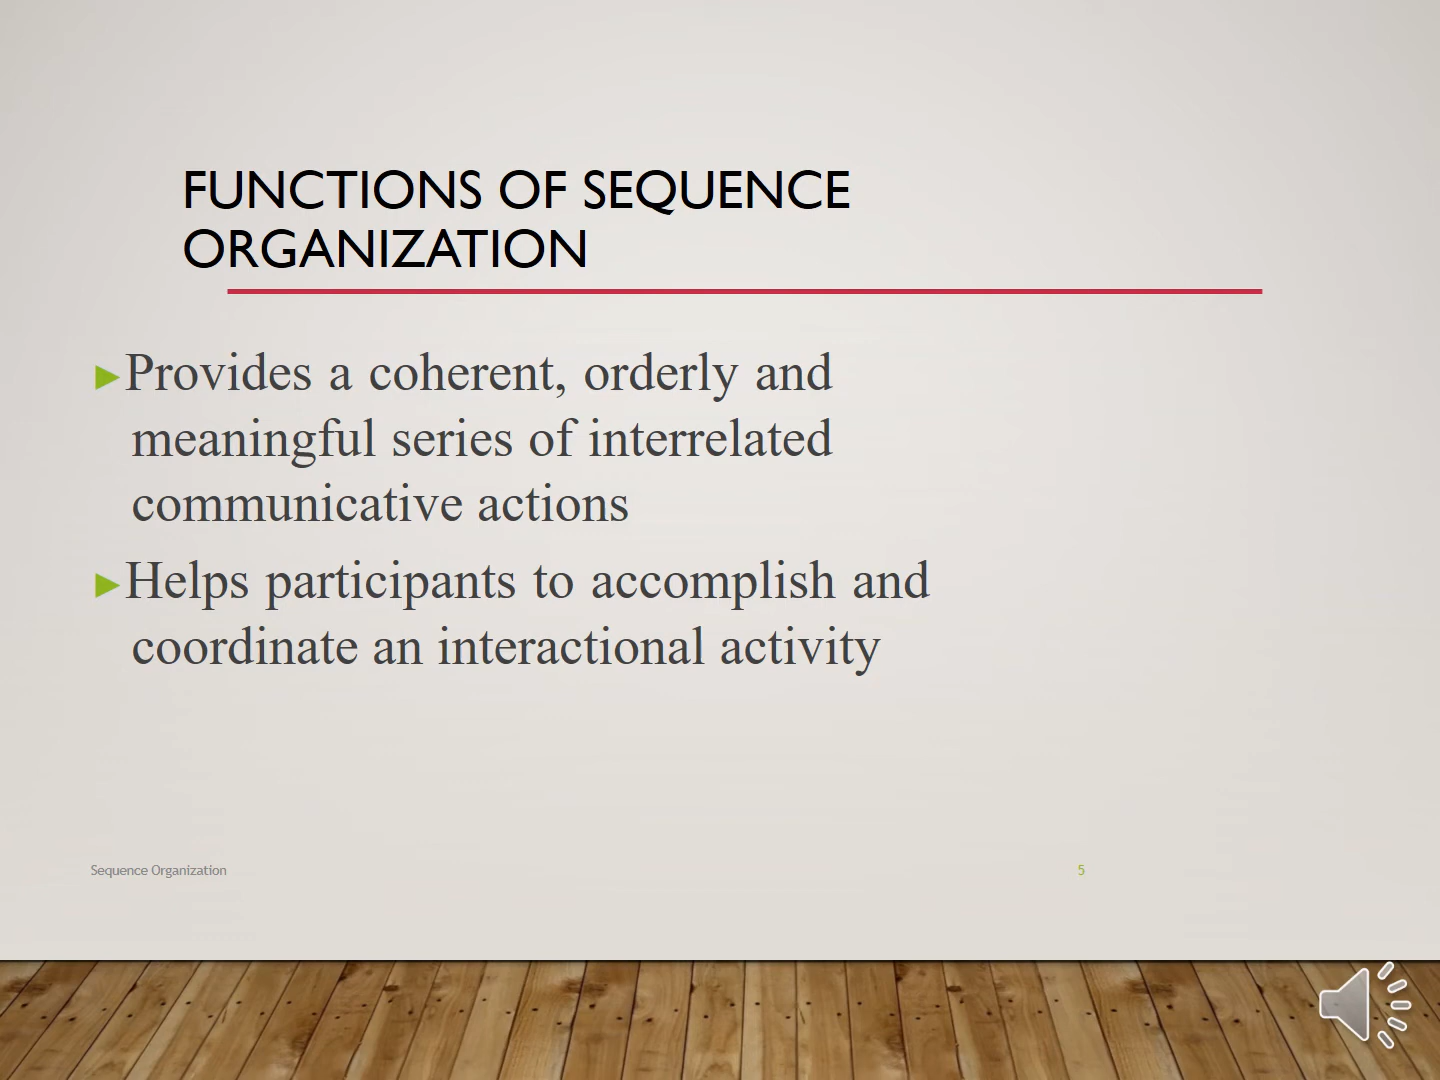 FUNCTIONS OF SEQUENCE
ORGANIZATION
►Provides a coherent, orderly and
meaningful series of interrelated
communicative actions
►Helps participants to accomplish and
coordinate an interactional activity
Sequence Organization
5